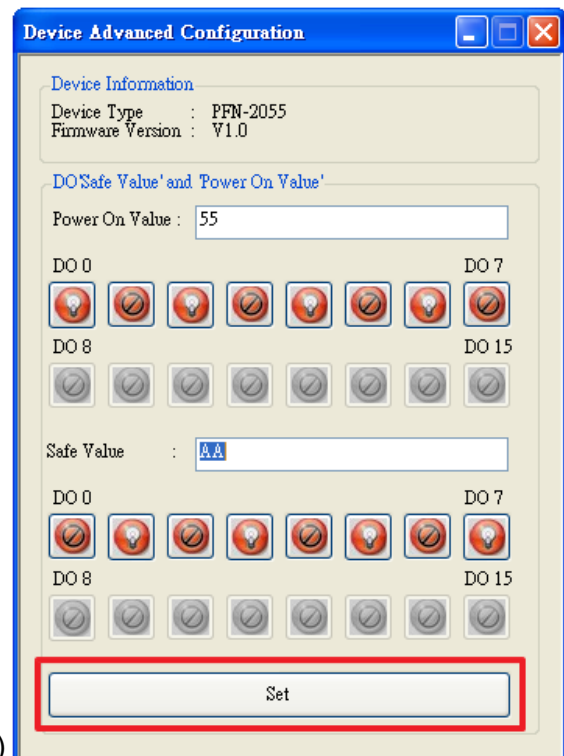 Device Advanced Configuration
Device Information
Device Type : PFN-2055
Firmware Version : V1.0
DO'Safe Value' and 'Power On Value'
Power On Value : 55
DO 0 DO 7
DO 8 DO 15
Safe Value : AA
DO 0 DO 7
DO 8 DO 15
Set
)